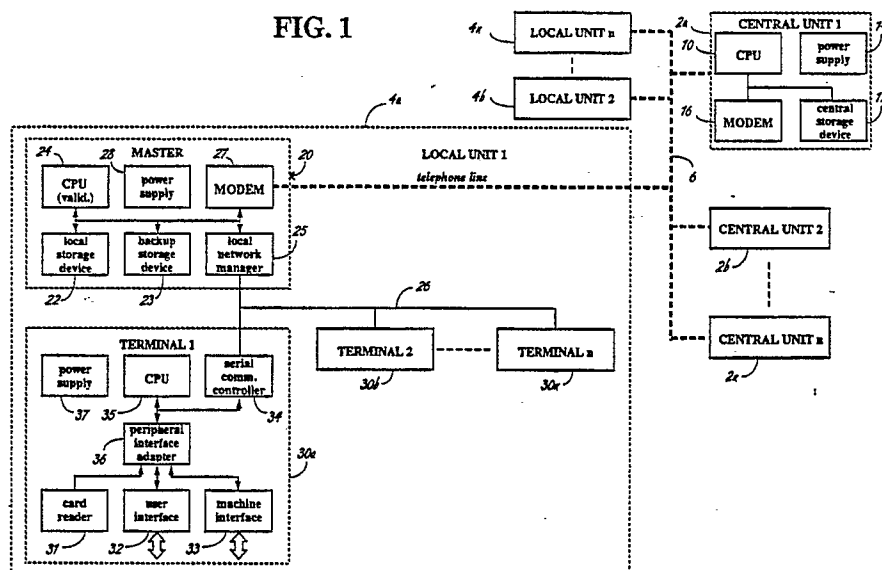 FIG. 1
4x
LOCAL UNIT n
4b
LOCAL UNIT 2
2a
CENTRAL UNIT 1
10
CPU
power
supply
16
MODEM
central
storage
device
6
4a
LOCAL UNIT 1
telephone line
MASTER
24
28
27
20
CPU
(valid.)
power
supply
MODEM
25
local
storage
device
backup
storage
device
local
network
manager
22
23
CENTRAL UNIT 2
2b
CENTRAL UNIT n
2x
26
TERMINAL 2
TERMINAL n
30b
30x
TERMINAL 1
power
supply
CPU
serial
comm.
controller
37
35
34
36
peripheral
interface
adapter
30a
card
reader
user
interface
machine
interface
31
32
33